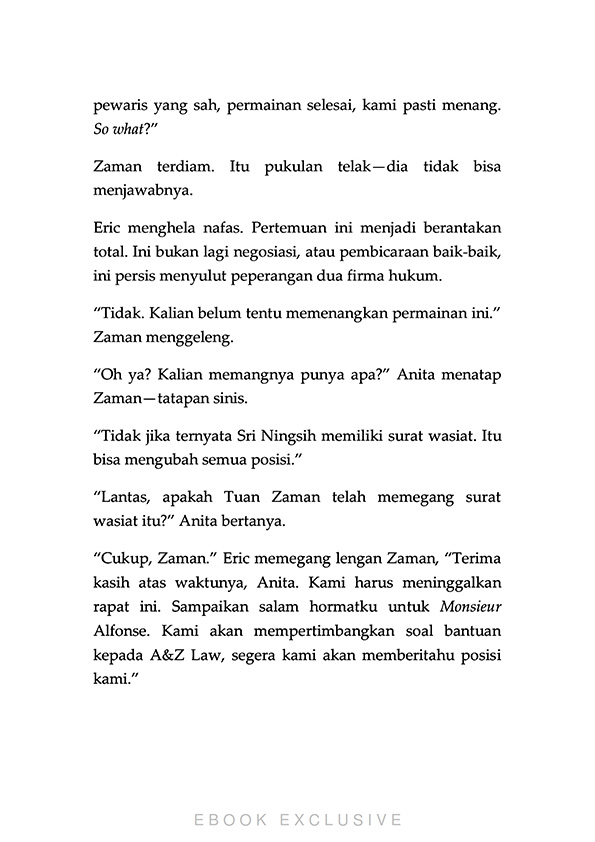 pewaris yang sah, permainan selesai, kami pasti menang.
So what?”
Zaman terdiam. Itu pukulan telak—dia tidak bisa
menjawabnya.
Eric menghela nafas. Pertemuan ini menjadi berantakan
total. Ini bukan lagi negosiasi, atau pembicaraan baik-baik,
ini persis menyulut peperangan dua firma hukum.
“Tidak. Kalian belum tentu memenangkan permainan ini.”
Zaman menggeleng.
“Oh ya? Kalian memangnya punya apa?” Anita menatap
Zaman—tatapan sinis.
“Tidak jika ternyata Sri Ningsih memiliki surat wasiat. Itu
bisa mengubah semua posisi.”
“Lantas, apakah Tuan Zaman telah memegang surat
wasiat itu?” Anita bertanya.
“Cukup, Zaman.” Eric memegang lengan Zaman, “Terima
kasih atas waktunya, Anita. Kami harus meninggalkan
rapat ini. Sampaikan salam hormatku untuk Monsieur
Alfonse. Kami akan mempertimbangkan soal bantuan
kepada A&Z Law, segera kami akan memberitahu posisi
kami.”
EBOOK EXCLUSIVE